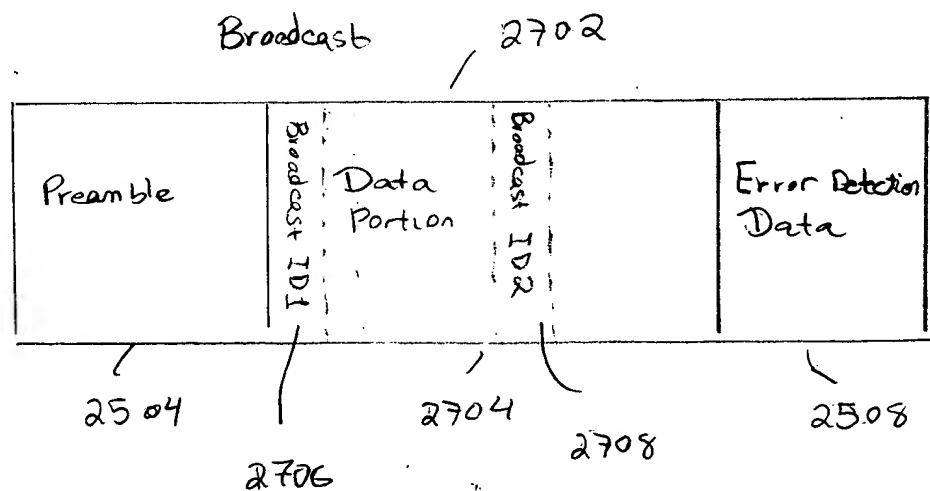 Broadcast
2702
Preamble
Broadcast ID1
Data
Portion
Broadcast ID2
Error Detection
Data
2504
2706
2704
2708
2508